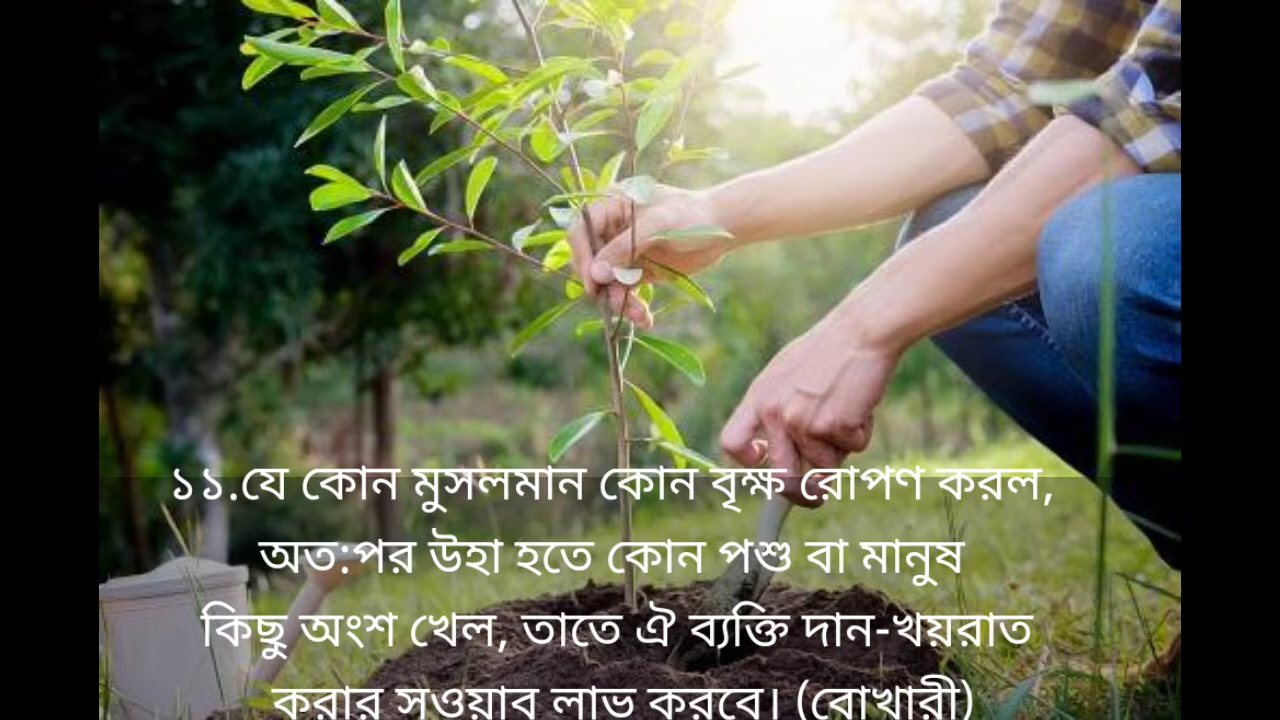 ১১.যে কোন মুসলমান কোন বৃক্ষ রোপণ করল,
অত:পর উহা হতে কোন পশু বা মানুষ
কিছু অংশ খেল, তাতে ঐ ব্যক্তি দান-খয়রাত
করার সওয়াব লাভ করবে। (বোখারী)